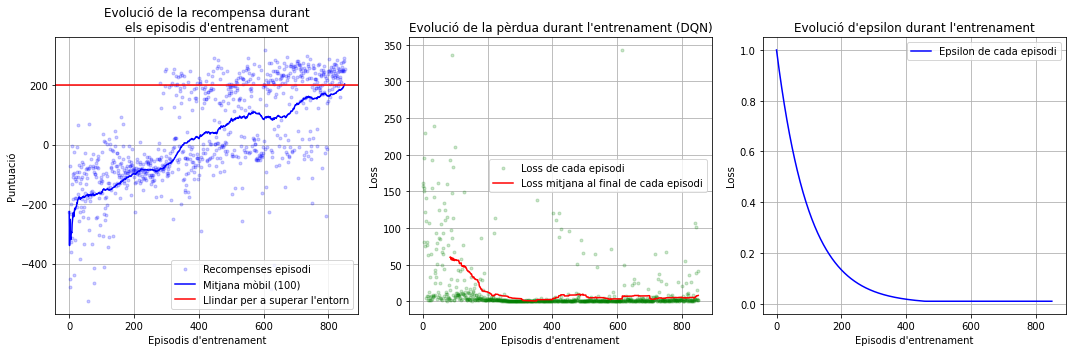 Evolució de la recompensa durant
els episodis d'entrenament
Puntuació
200
0
−200
−400
0
200
400
600
800
Episodis d'entrenament
Recompenses episodi
Mitjana mòbil (100)
Llindar per a superar l'entorn
Evolució de la pèrdua durant l'entrenament (DQN)
Loss
350
300
250
200
150
100
50
0
0
200
400
600
800
Episodis d'entrenament
Loss de cada episodi
Loss mitjana al final de cada episodi
Evolució d'epsilon durant l'entrenament
Loss
1.0
0.8
0.6
0.4
0.2
0.0
0
200
400
600
800
Episodis d'entrenament
Epsilon de cada episodi